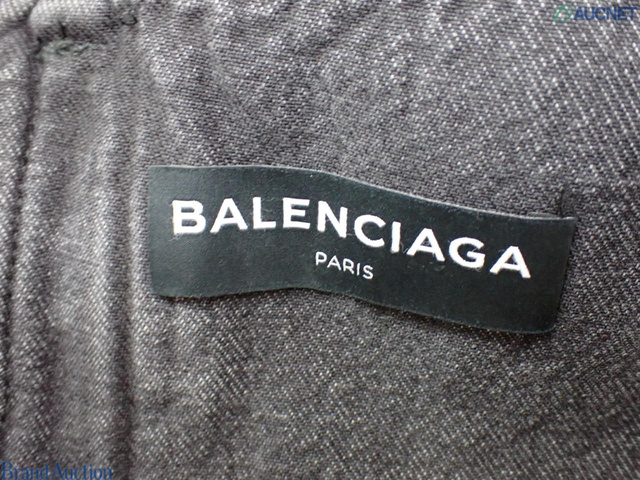 AUCNET
BALENCIAGA
PARIS
Brand Auction